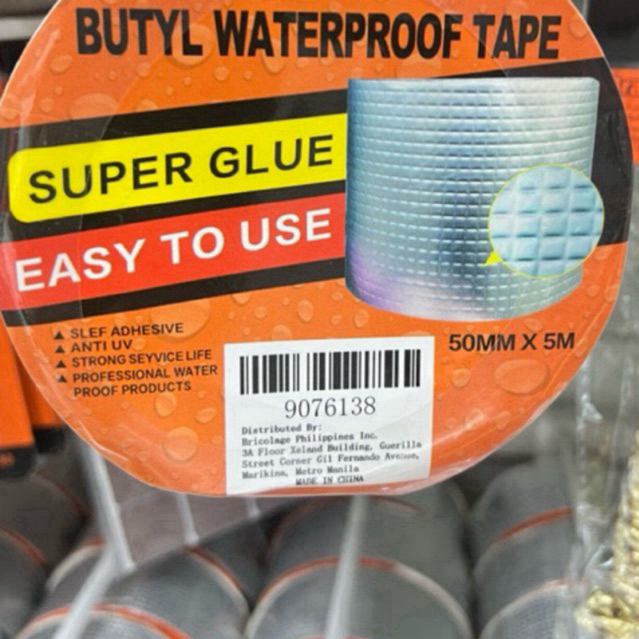 BUTYL WATERPROOF TAPE
SUPER GLUE
EASY TO USE
▲ SLEF ADHESIVE
▲ ANTI UV
▲ STRONG SEYVICE LIFE
▲ PROFESSIONAL WATER
PROOF PRODUCTS
50MM X 5M
9076138
Distributed By:
Bricolage Philippines Inc.
3A Floor Xeland Building, Guerilla
Street Corner Gil Fernando Avenue,
Marikina, Metro Manila
MADE IN CHINA